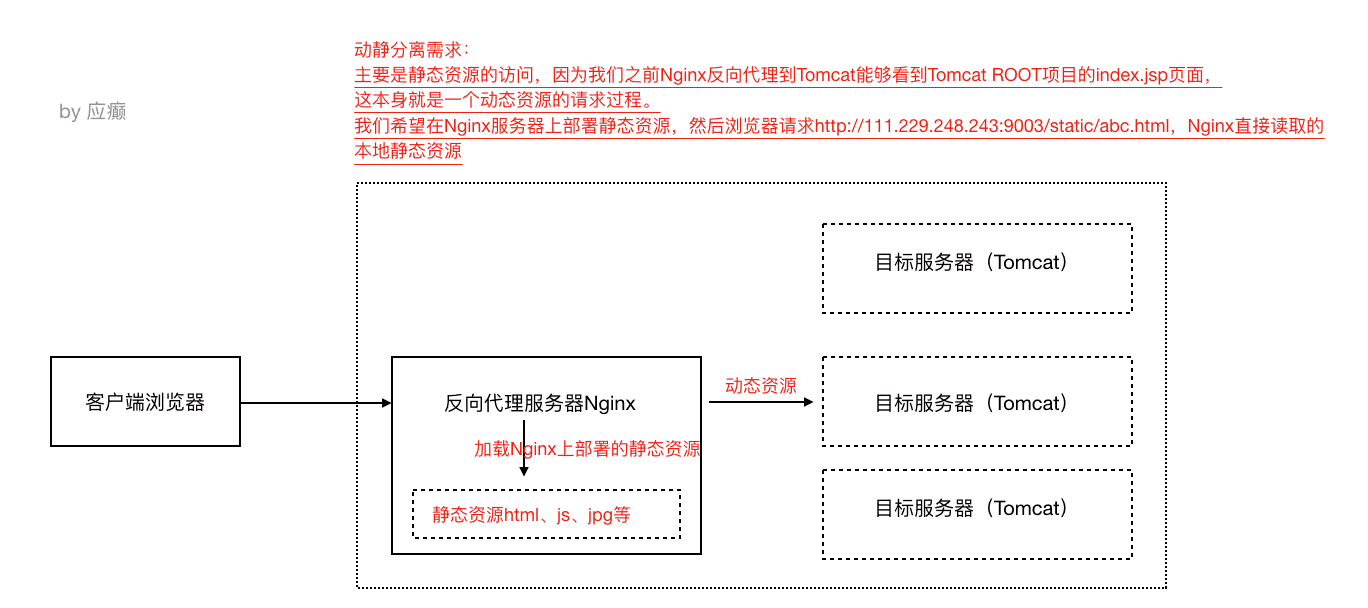 动静分离需求：
主要是静态资源的访问，因为我们之前Nginx反向代理到Tomcat能够看到Tomcat ROOT项目的index.jsp页面，
这本身就是一个动态资源的请求过程。
by 应癫
我们希望在Nginx服务器上部署静态资源，然后浏览器请求http://111.229.248.243:9003/static/abc.html，Nginx直接读取的
本地静态资源
目标服务器（Tomcat）
客户端浏览器
反向代理服务器Nginx
动态资源
目标服务器（Tomcat）
加载Nginx上部署的静态资源
静态资源html、js、jpg等
目标服务器（Tomcat）